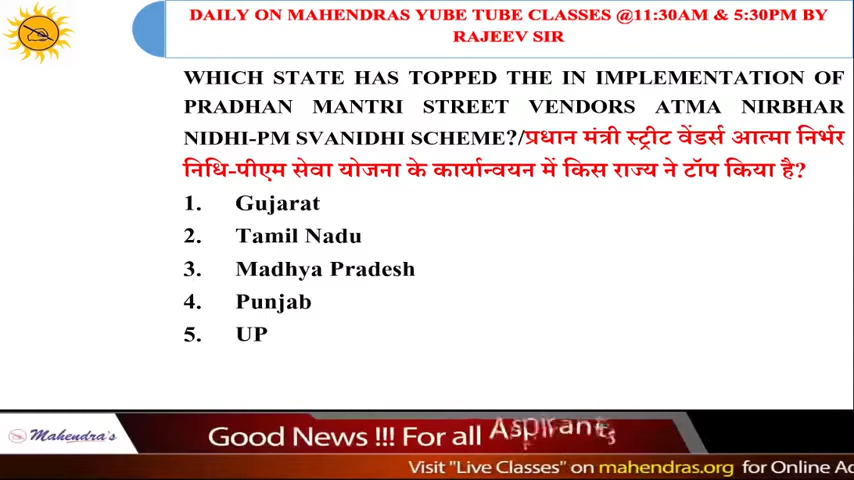 DAILY ON MAHENDRAS YUBE TUBE CLASSES @11:30AM & 5:30PM BY
RAJEEV SIR
WHICH STATE HAS TOPPED THE IN IMPLEMENTATION OF
PRADHAN MANTRI STREET VENDORS ATMA NIRBHAR
NIDHI-PM SVANIDHI SCHEME?/प्रधान मंत्री स्ट्रीट वेंडर्स आत्मा निर्भर
निधि-पीएम सेवा योजना के कार्यान्वयन में किस राज्य ने टॉप किया है?
1. Gujarat
2. Tamil Nadu
3. Madhya Pradesh
4. Punjab
5. UP
Mahendra's
Good News !!! For all Aspirants
Visit "Live Classes" on mahendras.org for Online Ac